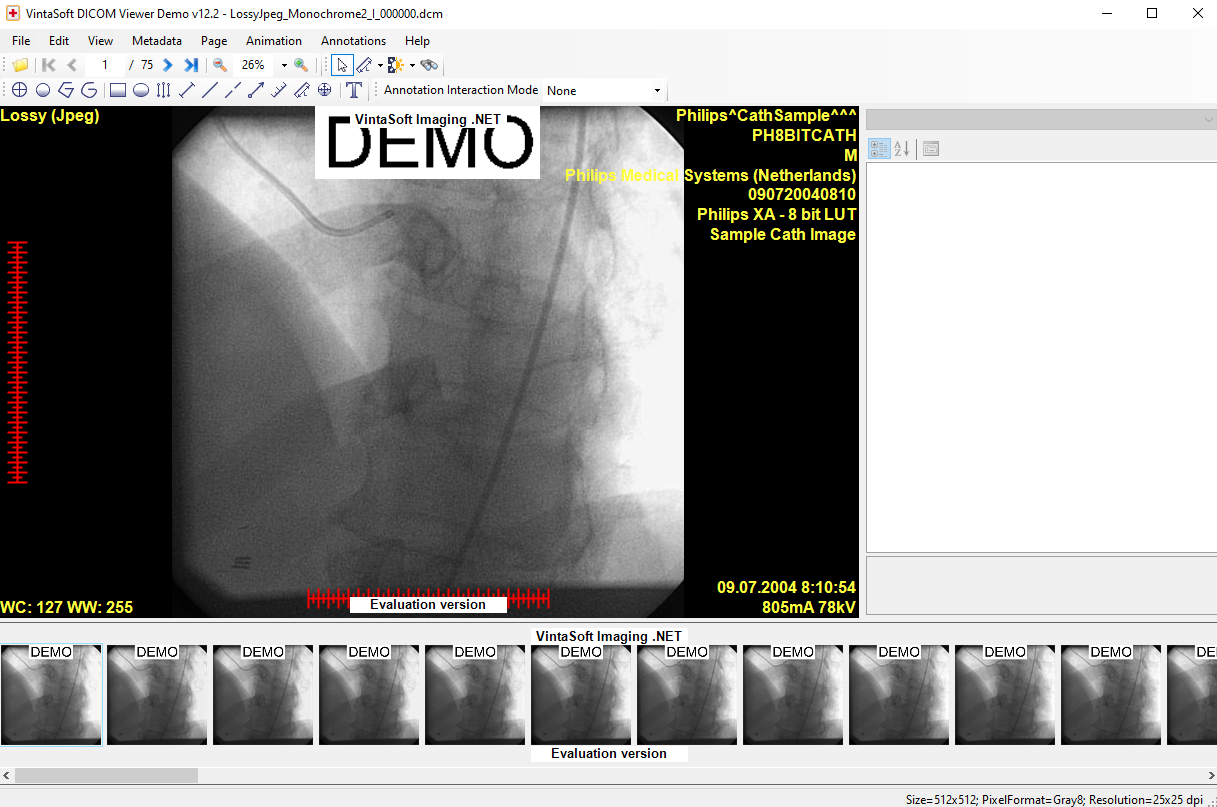 VintaSoft DICOM Viewer Demo v12.2 - LossyJpeg_Monochrome2_I_000000.dcm
File Edit View Metadata Page Animation Annotations Help
1 / 75 26%
Annotation Interaction Mode None
Lossy (Jpeg)
VintaSoft Imaging .NET
DEMO
Philips^CathSample^^^
PH8BITCATH
M
Philips Medical Systems (Netherlands)
090720040810
Philips XA - 8 bit LUT
Sample Cath Image
09.07.2004 8:10:54
805mA 78kV
WC: 127 WW: 255
Evaluation version
VintaSoft Imaging .NET
DEMO DEMO DEMO DEMO DEMO DEMO DEMO DEMO DEMO DEMO DEMO DE
Evaluation version
Size=512x512; PixelFormat=Gray8; Resolution=25x25 dpi